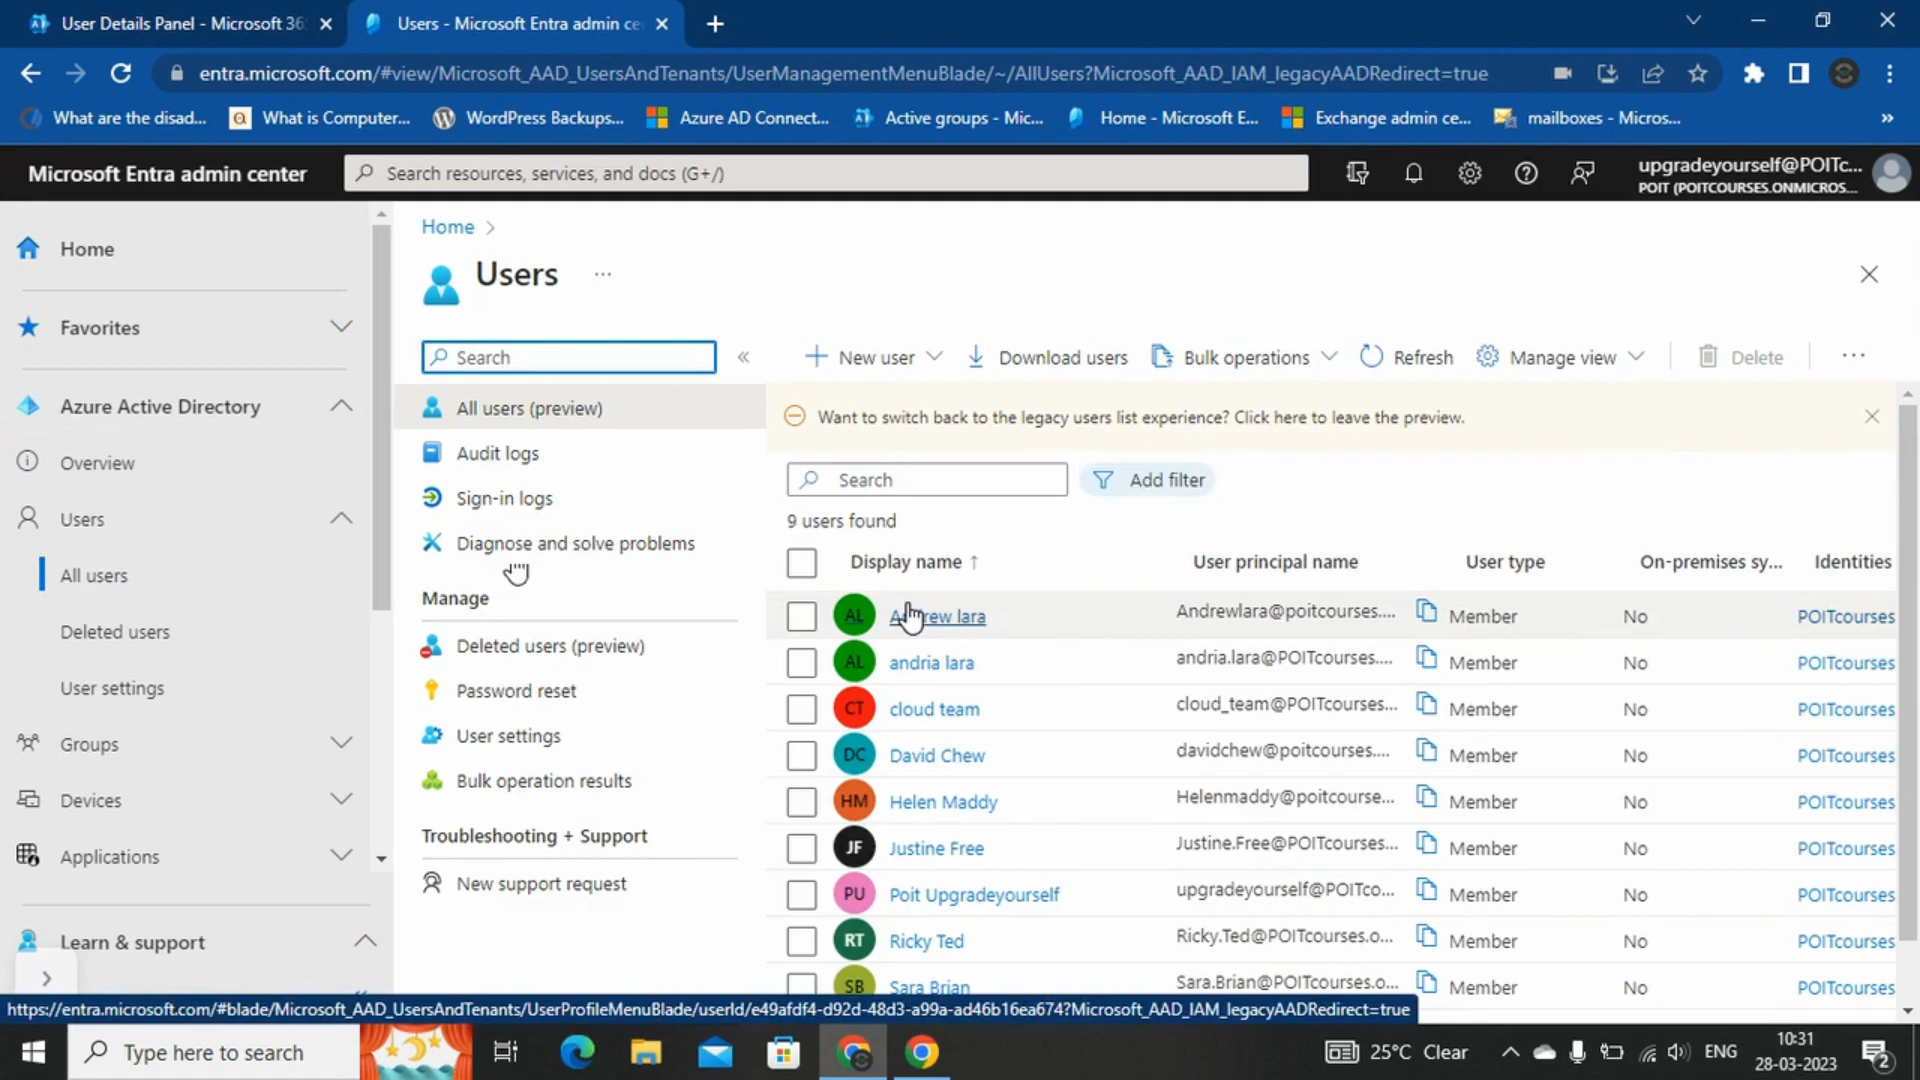 User Details Panel - Microsoft 36
Users - Microsoft Entra admin ce
entra.microsoft.com/#view/Microsoft_AAD_UsersAndTenants/UserManagementMenuBlade/~/AllUsers?Microsoft_AAD_IAM_legacyAADRedirect=true
What are the disad... What is Computer... WordPress Backups... Azure AD Connect... Active groups - Mic... Home - Microsoft E... Exchange admin ce... mailboxes - Micros...
Microsoft Entra admin center
Search resources, services, and docs (G+/)
upgradeyourself@POITc...
POIT (POITCOURSES.ONMICROS...
Home
Favorites
Azure Active Directory
Overview
Users
All users
Deleted users
User settings
Groups
Devices
Applications
Learn & support
Home
Users ...
Search
All users (preview)
Audit logs
Sign-in logs
Diagnose and solve problems
Manage
Deleted users (preview)
Password reset
User settings
Bulk operation results
Troubleshooting + Support
New support request
New user Download users Bulk operations Refresh Manage view Delete ...
Want to switch back to the legacy users list experience? Click here to leave the preview.
Search Add filter
9 users found
Display name ↑ User principal name User type On-premises sy... Identities
AL Andrew lara Andrewlara@poitcourses.... Member No POITcourses
AL andria lara andria.lara@POITcourses.... Member No POITcourses
CT cloud team cloud_team@POITcourses... Member No POITcourses
DC David Chew davidchew@poitcourses.... Member No POITcourses
HM Helen Maddy Helenmaddy@poitcourse... Member No POITcourses
JF Justine Free Justine.Free@POITcourses... Member No POITcourses
PU Poit Upgradeyourself upgradeyourself@POITco... Member No POITcourses
RT Ricky Ted Ricky.Ted@POITcourses.o... Member No POITcourses
SB Sara Brian Sara.Brian@POITcourses.o... Member No POITcourses
https://entra.microsoft.com/#blade/Microsoft_AAD_UsersAndTenants/UserProfileMenuBlade/userId/e49afdf4-d92d-48d3-a99a-ad46b16ea674?Microsoft_AAD_IAM_legacyAADRedirect=true
Type here to search
25°C Clear
ENG
10:31
28-03-2023
2